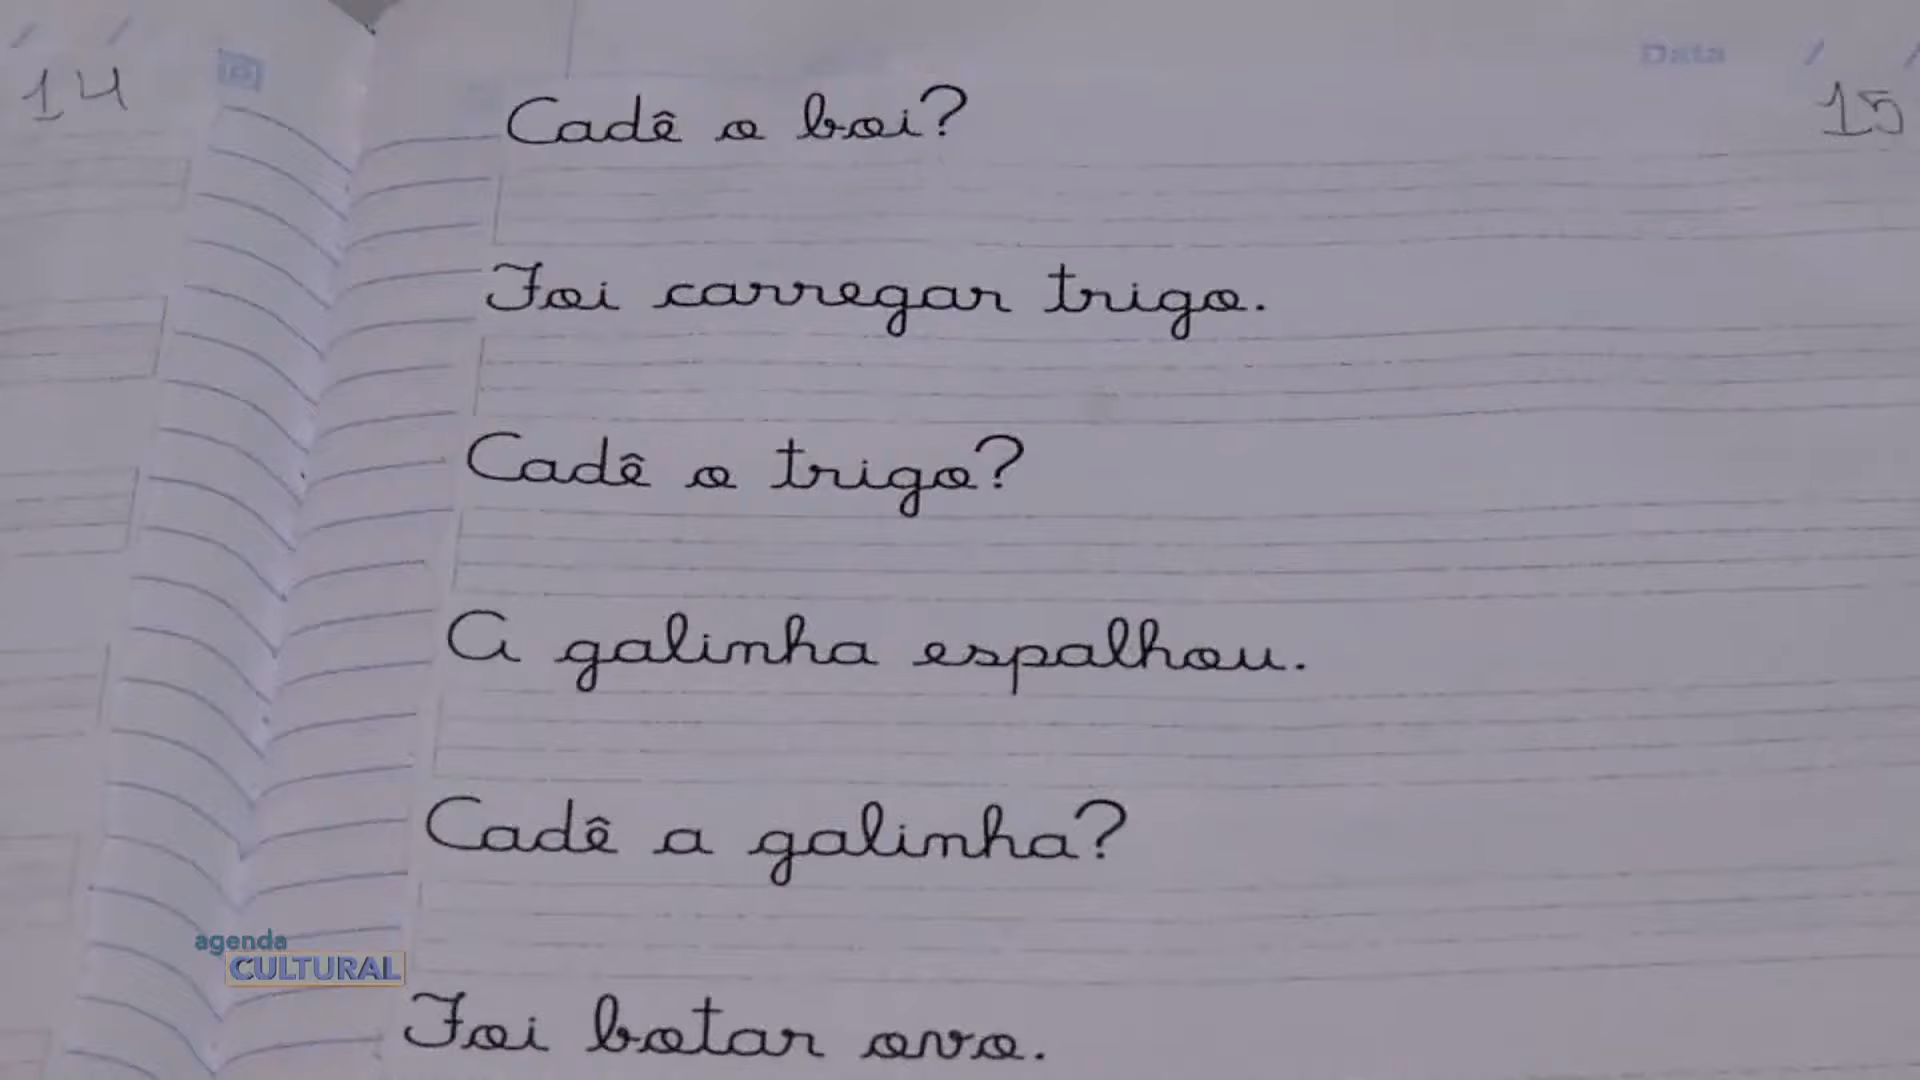 14
Data / /
15
Cadê o boi?
Foi carregar trigo.
Cadê o trigo?
A galinha espalhou.
Cadê a galinha?
agenda
CULTURAL
Foi botar ovo.